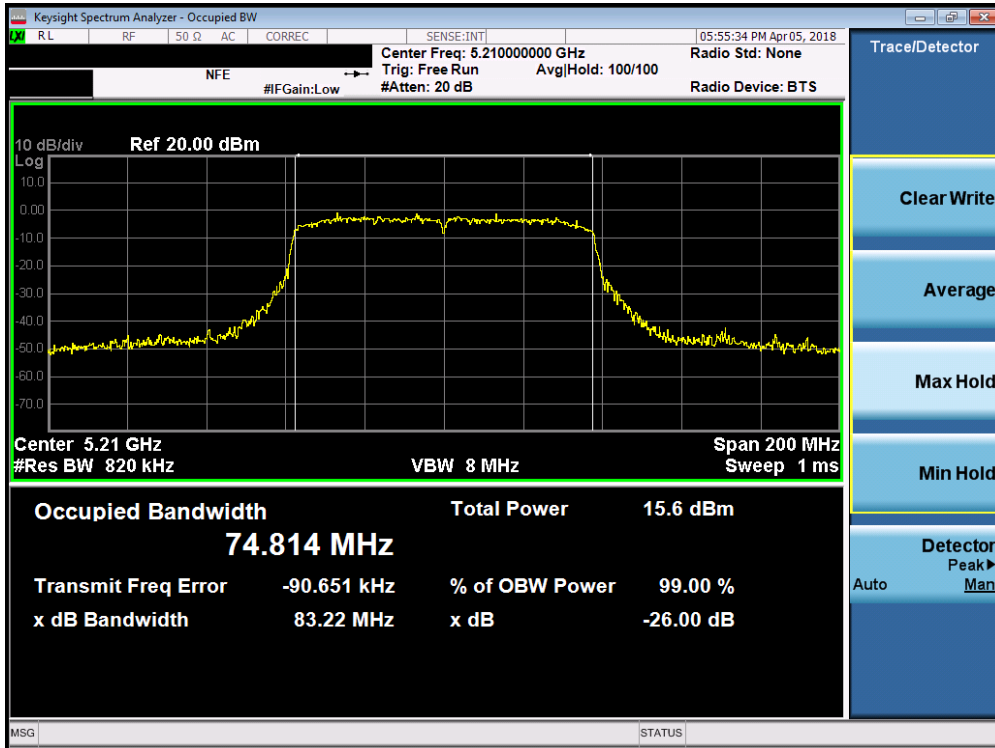 Keysight Spectrum Analyzer - Occupied BW
LXI RL RF 50 Ω AC CORREC SENSE:INT 05:55:34 PM Apr 05, 2018
Center Freq: 5.210000000 GHz Radio Std: None
NFE Trig: Free Run Avg|Hold: 100/100
#IFGain:Low #Atten: 20 dB Radio Device: BTS
Trace/Detector
10 dB/div Ref 20.00 dBm
Log
10.0
0.00
-10.0
-20.0
-30.0
-40.0
-50.0
-60.0
-70.0
Center 5.21 GHz Span 200 MHz
#Res BW 820 kHz VBW 8 MHz Sweep 1 ms
Occupied Bandwidth Total Power 15.6 dBm
74.814 MHz
Transmit Freq Error -90.651 kHz % of OBW Power 99.00 %
x dB Bandwidth 83.22 MHz x dB -26.00 dB
Clear Write
Average
Max Hold
Min Hold
Detector
Peak▶
Auto Man
MSG STATUS